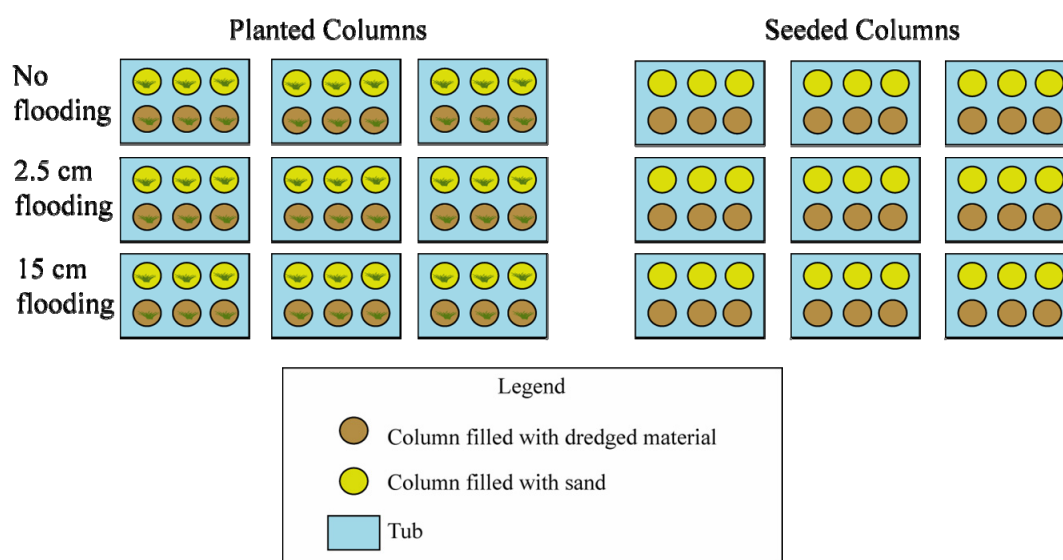 Planted Columns
Seeded Columns
No
flooding
2.5 cm
flooding
15 cm
flooding
Legend
Column filled with dredged material
Column filled with sand
Tub